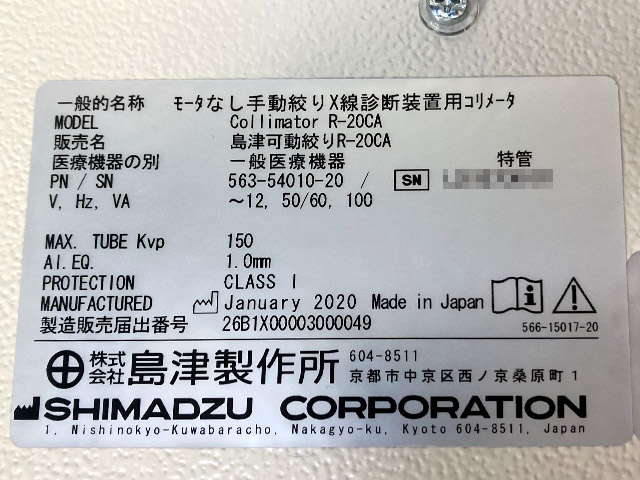 一般的名称 モータなし手動絞りX線診断装置用コリメータ
MODEL Collimator R-20CA
販売名 島津可動絞りR-20CA
医療機器の別 一般医療機器 特管
PN / SN 563-54010-20 / SN
V, Hz, VA ～12, 50/60, 100
MAX. TUBE Kvp 150
Al.EQ. 1.0mm
PROTECTION CLASS I
MANUFACTURED January 2020 Made in Japan
製造販売届出番号 26B1X00003000049
566-15017-20
株式会社 島津製作所 604-8511
京都市中京区西ノ京桑原町1
SHIMADZU CORPORATION
1, Nishinokyo-Kuwabaracho, Nakagyo-ku, Kyoto 604-8511, Japan